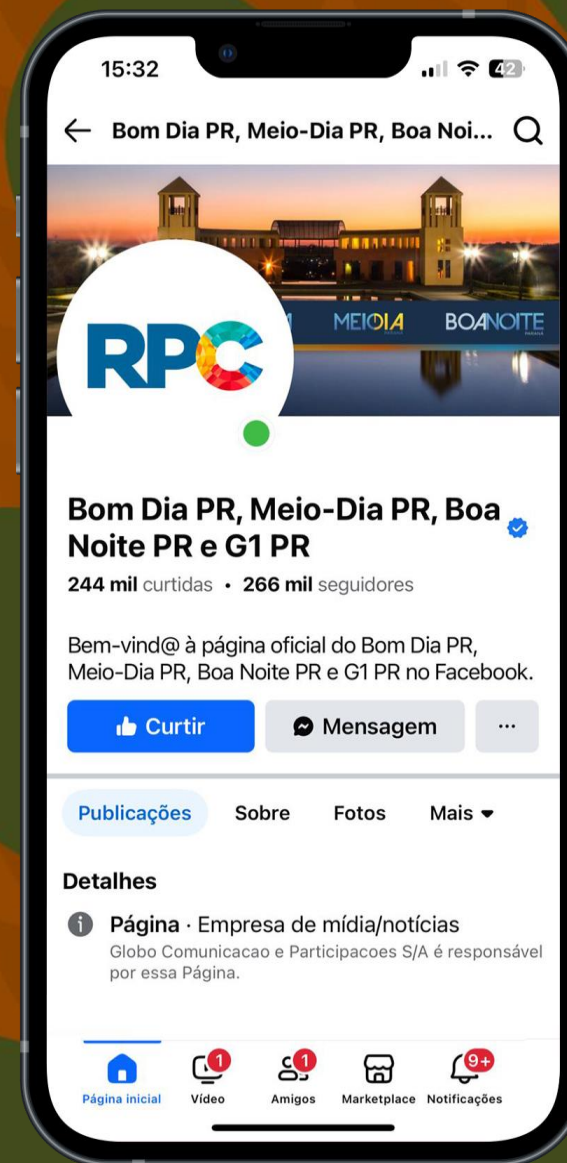 15:32
42
Bom Dia PR, Meio-Dia PR, Boa Noi...
MEIODIA
BOANOITE
RPC
Bom Dia PR, Meio-Dia PR, Boa
Noite PR e G1 PR
244 mil curtidas • 266 mil seguidores
Bem-vind@ à página oficial do Bom Dia PR,
Meio-Dia PR, Boa Noite PR e G1 PR no Facebook.
Curtir
Mensagem
...
Publicações
Sobre
Fotos
Mais
Detalhes
Página · Empresa de mídia/notícias
Globo Comunicacao e Participacoes S/A é responsável
por essa Página.
1
1
9+
Página inicial
Vídeo
Amigos
Marketplace
Notificações